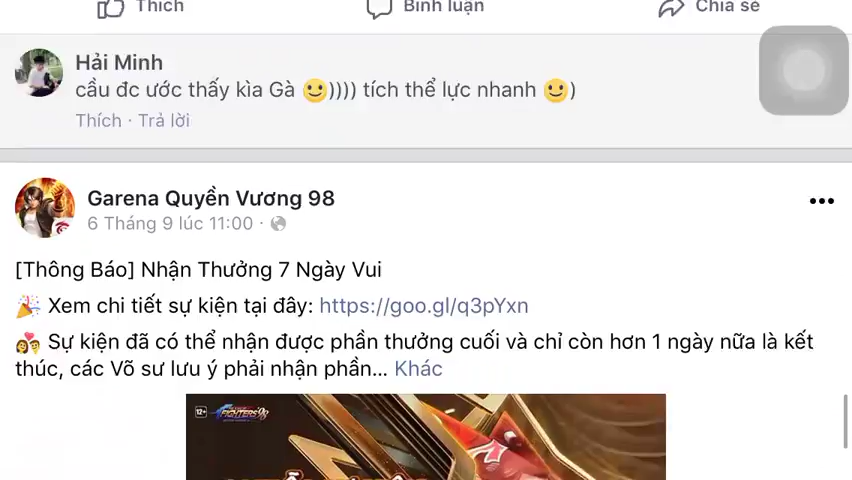 Thích Bình luận Chia sẻ
Hải Minh
cầu đc ước thấy kìa Gà 🙂)))) tích thể lực nhanh 🙂)
Thích · Trả lời
Garena Quyền Vương 98
6 Tháng 9 lúc 11:00 ·
[Thông Báo] Nhận Thưởng 7 Ngày Vui
🎉 Xem chi tiết sự kiện tại đây: https://goo.gl/q3pYxn
💑 Sự kiện đã có thể nhận được phần thưởng cuối và chỉ còn hơn 1 ngày nữa là kết
thúc, các Võ sư lưu ý phải nhận phần... Khác
12+ FIGHTERS'98